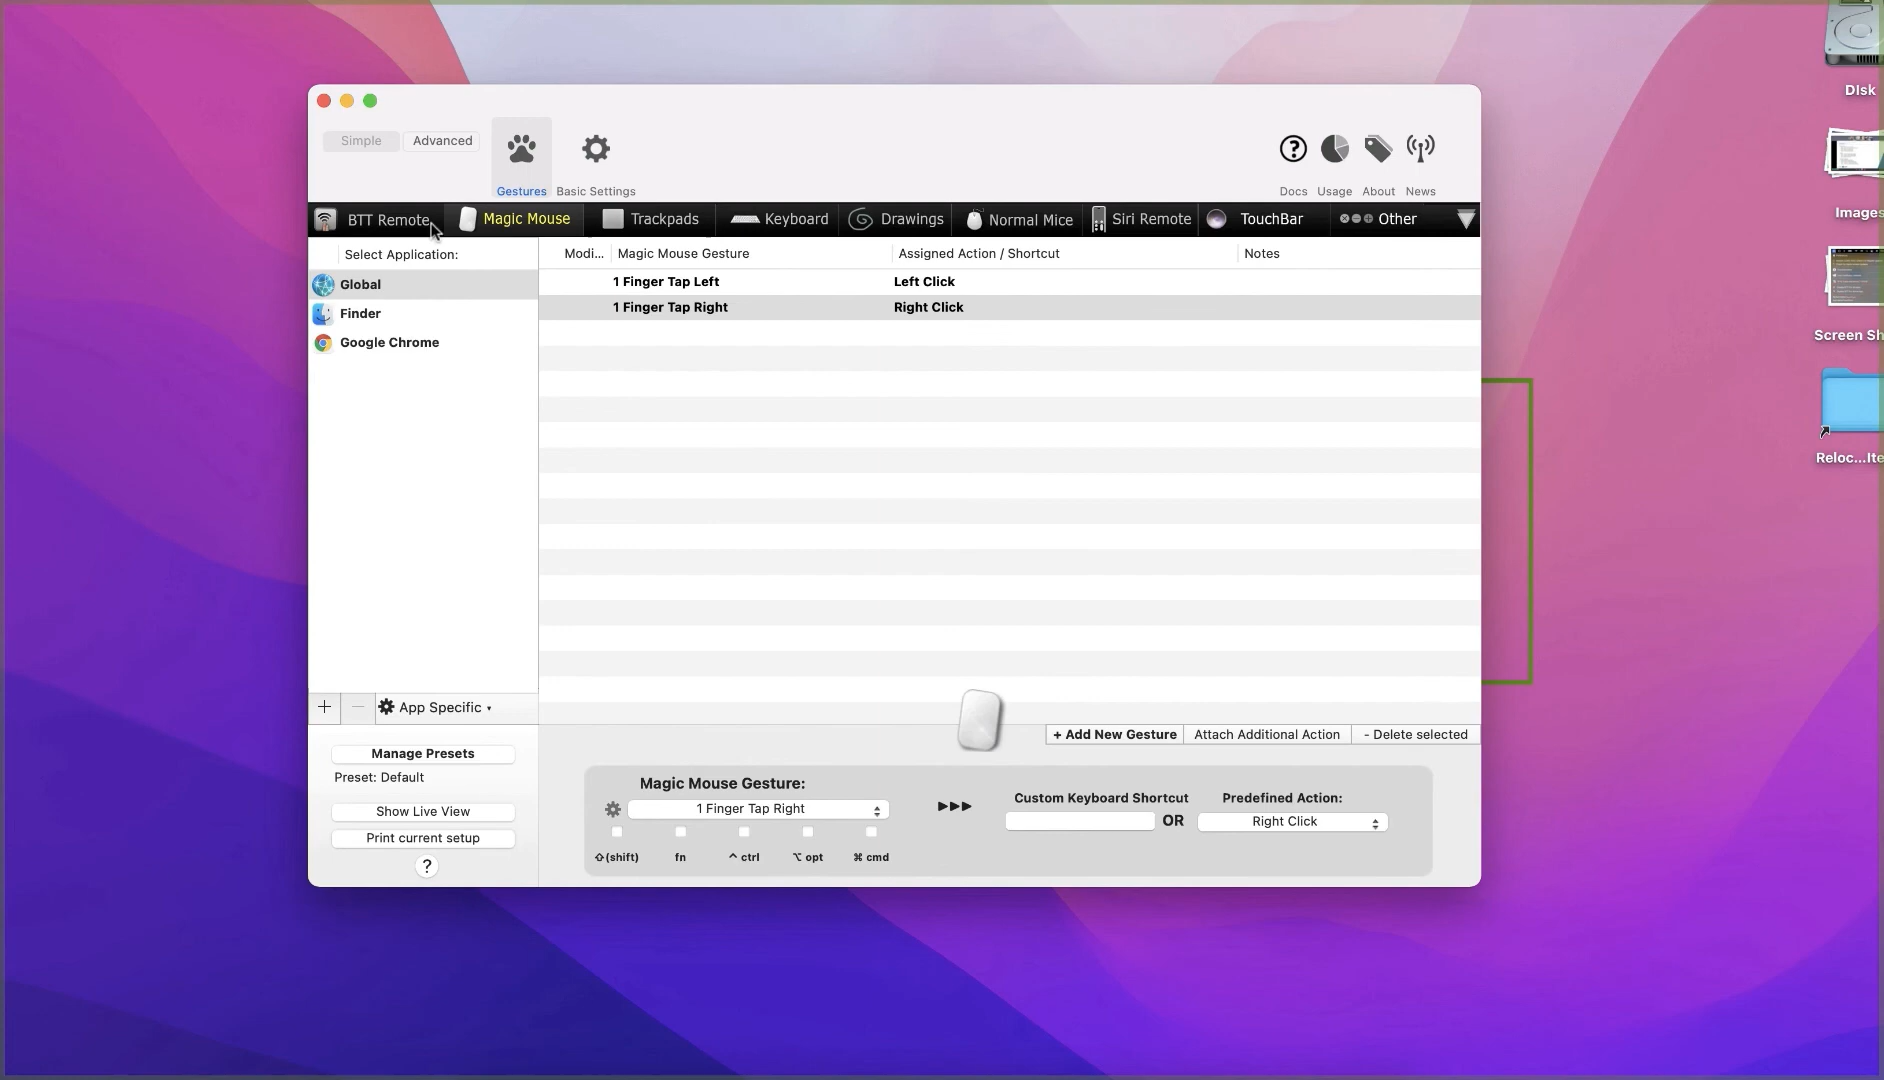 Simple
Advanced
Gestures
Basic Settings
Docs
Usage
About
News
BTT Remote
Magic Mouse
Trackpads
Keyboard
Drawings
Normal Mice
Siri Remote
TouchBar
Other
Select Application:
Modi...
Magic Mouse Gesture
Assigned Action / Shortcut
Notes
Global
Finder
Google Chrome
1 Finger Tap Left
Left Click
1 Finger Tap Right
Right Click
App Specific
+ Add New Gesture
Attach Additional Action
- Delete selected
Manage Presets
Preset: Default
Show Live View
Print current setup
?
Magic Mouse Gesture:
1 Finger Tap Right
⇧(shift)
fn
^ ctrl
⌥ opt
⌘ cmd
▶▶▶
Custom Keyboard Shortcut
OR
Predefined Action:
Right Click
DIsk
Images
Screen Sh
Reloc...Ite